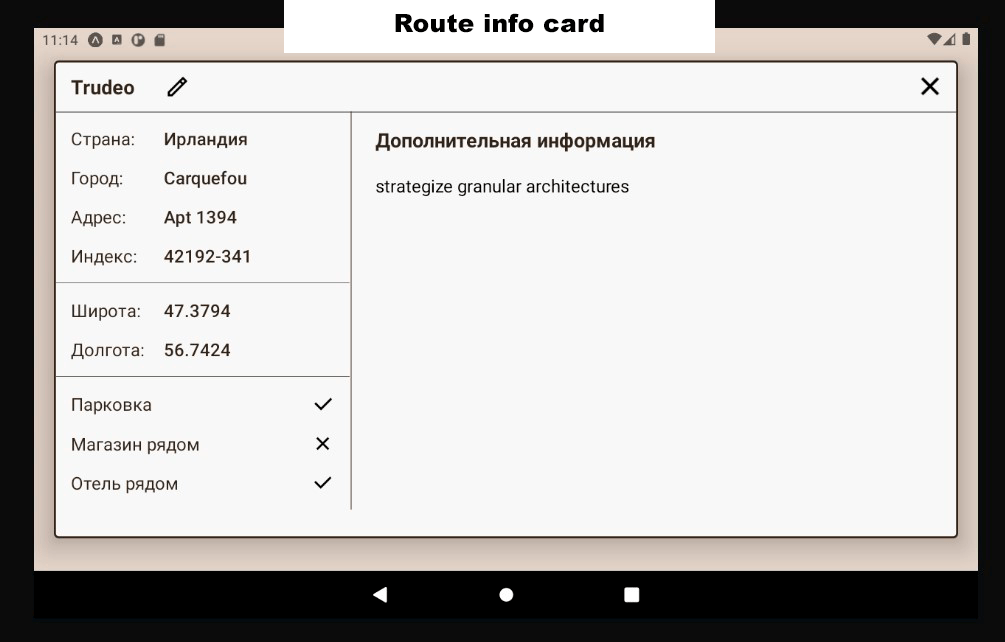 Route info card
11:14
Trudeo
Страна: Ирландия
Город: Carquefou
Адрес: Apt 1394
Индекс: 42192-341
Широта: 47.3794
Долгота: 56.7424
Парковка
Магазин рядом
Отель рядом
Дополнительная информация
strategize granular architectures